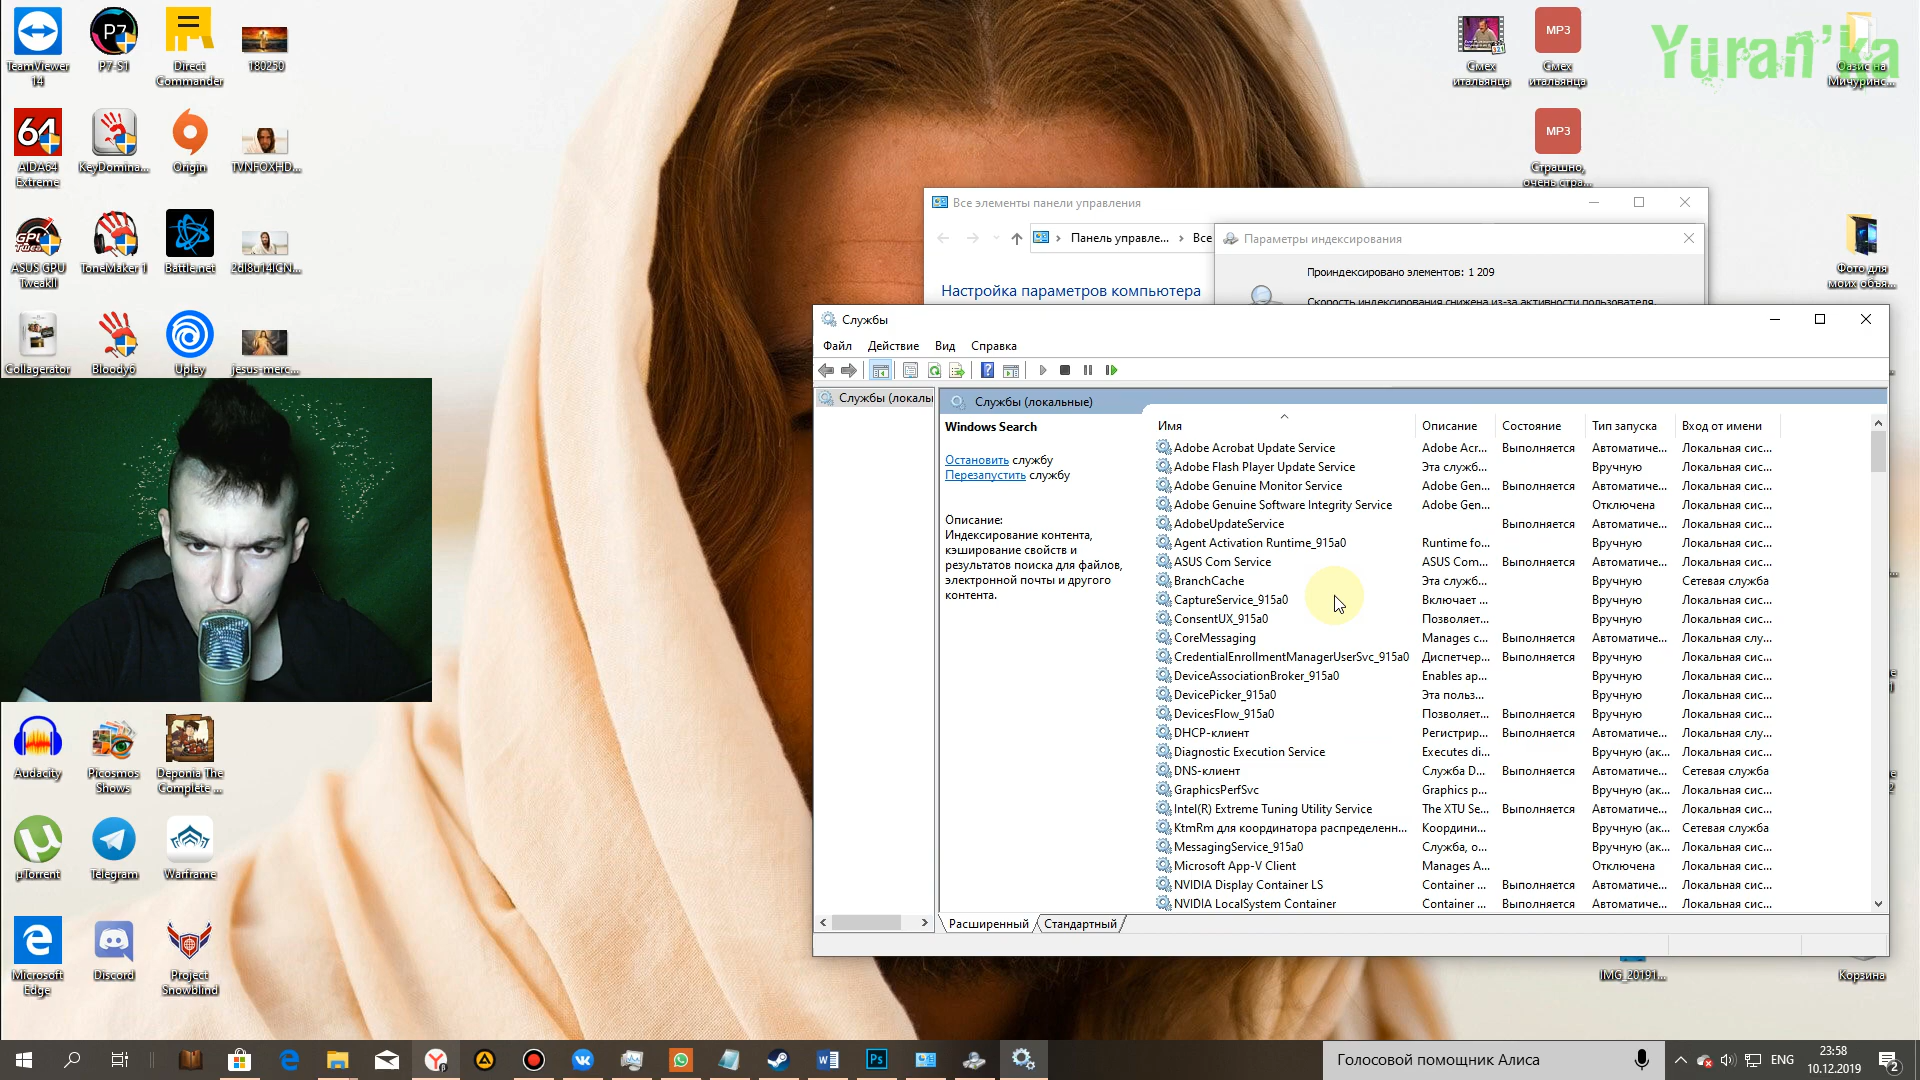 TeamViewer
14
P7-S1
Direct
Commander
180250
AIDA64
Extreme
KeyDomina...
Origin
TVNFOXHD...
ASUS GPU
TweakII
ToneMaker 1
Battle.net
Collagerator
Bloody6
Uplay
jesus-merc...
Audacity
Picosmos
Shows
Deponia The
Complete ...
µTorrent
Telegram
Warframe
Microsoft
Edge
Discord
Project
Snowblind
Смех
итальянца
MP3
Смех
итальянца
MP3
Страшно,
очень стра...
Yuran'ka
Оазис на
Мичуринс...
Фото для
моих объя...
IMG_20191...
Корзина
Все элементы панели управления
Панель управле...
Все
Настройка параметров компьютера
Параметры индексирования
Проиндексировано элементов: 1 209
Скорость индексирования снижена из-за активности пользователя.
Службы
Файл Действие Вид Справка
Службы (локаль
Службы (локальные)
Windows Search
Остановить службу
Перезапустить службу
Описание:
Индексирование контента,
кэширование свойств и
результатов поиска для файлов,
электронной почты и другого
контента.
Имя Описание Состояние Тип запуска Вход от имени
Adobe Acrobat Update Service Adobe Acr... Выполняется Автоматиче... Локальная сис...
Adobe Flash Player Update Service Эта служб... Вручную Локальная сис...
Adobe Genuine Monitor Service Adobe Gen... Выполняется Автоматиче... Локальная сис...
Adobe Genuine Software Integrity Service Adobe Gen... Отключена Локальная сис...
AdobeUpdateService Выполняется Автоматиче... Локальная сис...
Agent Activation Runtime_915a0 Runtime fo... Вручную Локальная сис...
ASUS Com Service ASUS Com... Выполняется Автоматиче... Локальная сис...
BranchCache Эта служб... Вручную Сетевая служба
CaptureService_915a0 Включает ... Вручную Локальная сис...
ConsentUX_915a0 Позволяет... Вручную Локальная сис...
CoreMessaging Manages c... Выполняется Автоматиче... Локальная слу...
CredentialEnrollmentManagerUserSvc_915a0 Диспетчер... Выполняется Вручную Локальная сис...
DeviceAssociationBroker_915a0 Enables ap... Вручную Локальная сис...
DevicePicker_915a0 Эта польз... Вручную Локальная сис...
DevicesFlow_915a0 Позволяет... Выполняется Вручную Локальная сис...
DHCP-клиент Регистрир... Выполняется Автоматиче... Локальная слу...
Diagnostic Execution Service Executes di... Вручную (ак... Локальная сис...
DNS-клиент Служба D... Выполняется Автоматиче... Сетевая служба
GraphicsPerfSvc Graphics p... Вручную (ак... Локальная сис...
Intel(R) Extreme Tuning Utility Service The XTU Se... Выполняется Автоматиче... Локальная сис...
KtmRm для координатора распределенн... Координи... Вручную (ак... Сетевая служба
MessagingService_915a0 Служба, о... Вручную (ак... Локальная сис...
Microsoft App-V Client Manages A... Отключена Локальная сис...
NVIDIA Display Container LS Container ... Выполняется Автоматиче... Локальная сис...
NVIDIA LocalSystem Container Container ... Выполняется Автоматиче... Локальная сис...
Расширенный Стандартный
Голосовой помощник Алиса
ENG
23:58
10.12.2019
2